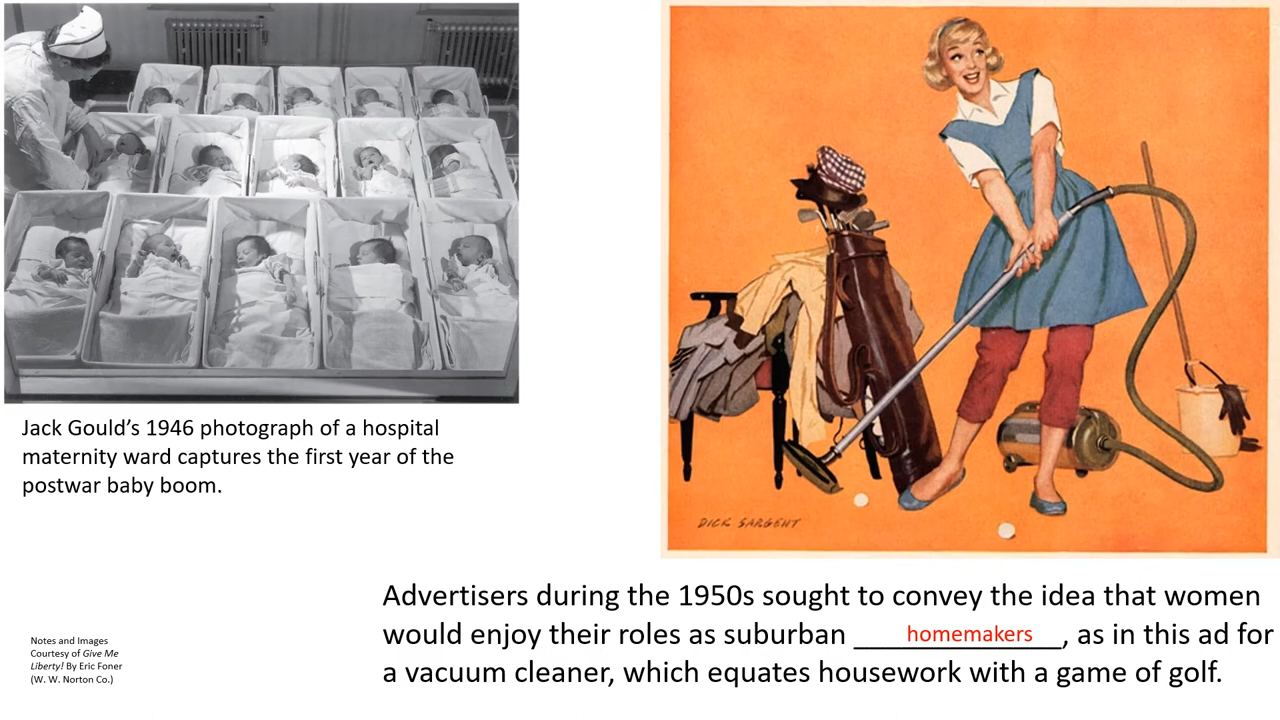 Jack Gould’s 1946 photograph of a hospital
maternity ward captures the first year of the
postwar baby boom.
DICK SARGENT
Advertisers during the 1950s sought to convey the idea that women
would enjoy their roles as suburban ______homemakers______, as in this ad for
a vacuum cleaner, which equates housework with a game of golf.
Notes and Images
Courtesy of Give Me
Liberty! By Eric Foner
(W. W. Norton Co.)